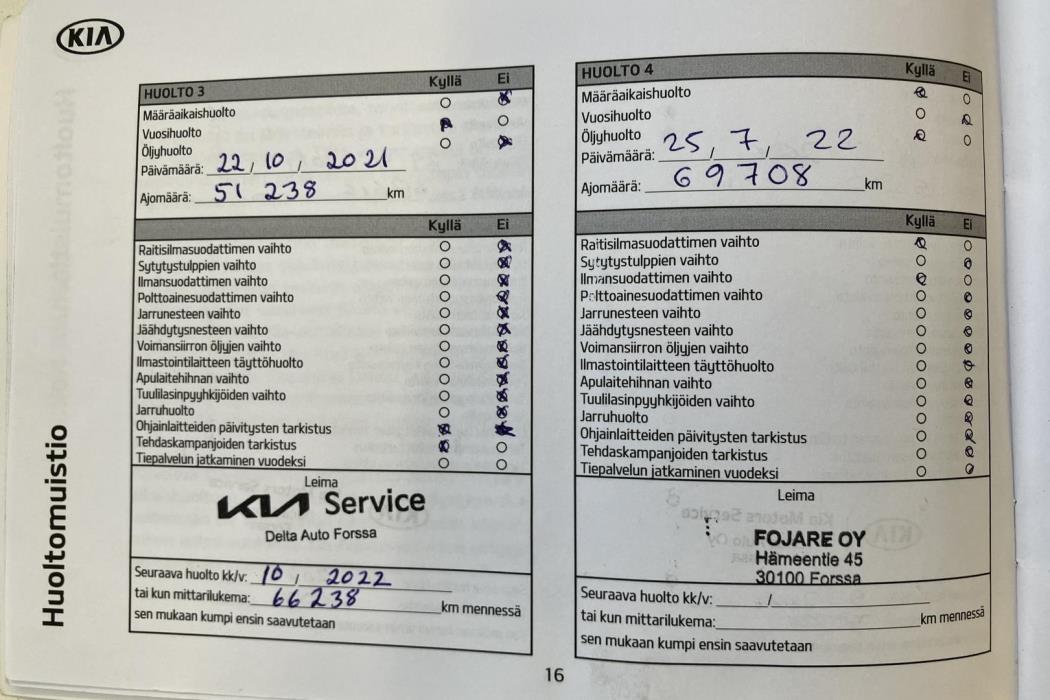 KIA
Huoltomuistio
HUOLTO 3 Kyllä Ei
Määräaikaishuolto
Vuosihuolto
Öljyhuolto
Päivämäärä: 22, 10, 2021
Ajomäärä: 51 238 km
Kyllä Ei
Raitisilmasuodattimen vaihto
Sytytystulppien vaihto
Ilmansuodattimen vaihto
Polttoainesuodattimen vaihto
Jarrunesteen vaihto
Jäähdytysnesteen vaihto
Voimansiirron öljyjen vaihto
Ilmastointilaitteen täyttöhuolto
Apulaitehihnan vaihto
Tuulilasinpyyhkijöiden vaihto
Jarruhuolto
Ohjainlaitteiden päivitysten tarkistus
Tehdaskampanjoiden tarkistus
Tiepalvelun jatkaminen vuodeksi
Leima
KIA Service
Delta Auto Forssa
Seuraava huolto kk/v: 10, 2022
tai kun mittarilukema: 66238 km mennessä
sen mukaan kumpi ensin saavutetaan
HUOLTO 4 Kyllä Ei
Määräaikaishuolto
Vuosihuolto
Öljyhuolto
Päivämäärä: 25, 7, 22
Ajomäärä: 69708 km
Kyllä Ei
Raitisilmasuodattimen vaihto
Sytytystulppien vaihto
Ilmansuodattimen vaihto
Polttoainesuodattimen vaihto
Jarrunesteen vaihto
Jäähdytysnesteen vaihto
Voimansiirron öljyjen vaihto
Ilmastointilaitteen täyttöhuolto
Apulaitehihnan vaihto
Tuulilasinpyyhkijöiden vaihto
Jarruhuolto
Ohjainlaitteiden päivitysten tarkistus
Tehdaskampanjoiden tarkistus
Tiepalvelun jatkaminen vuodeksi
Leima
FOJARE OY
Hämeentie 45
30100 Forssa
Seuraava huolto kk/v: /
tai kun mittarilukema: km mennessä
sen mukaan kumpi ensin saavutetaan
16